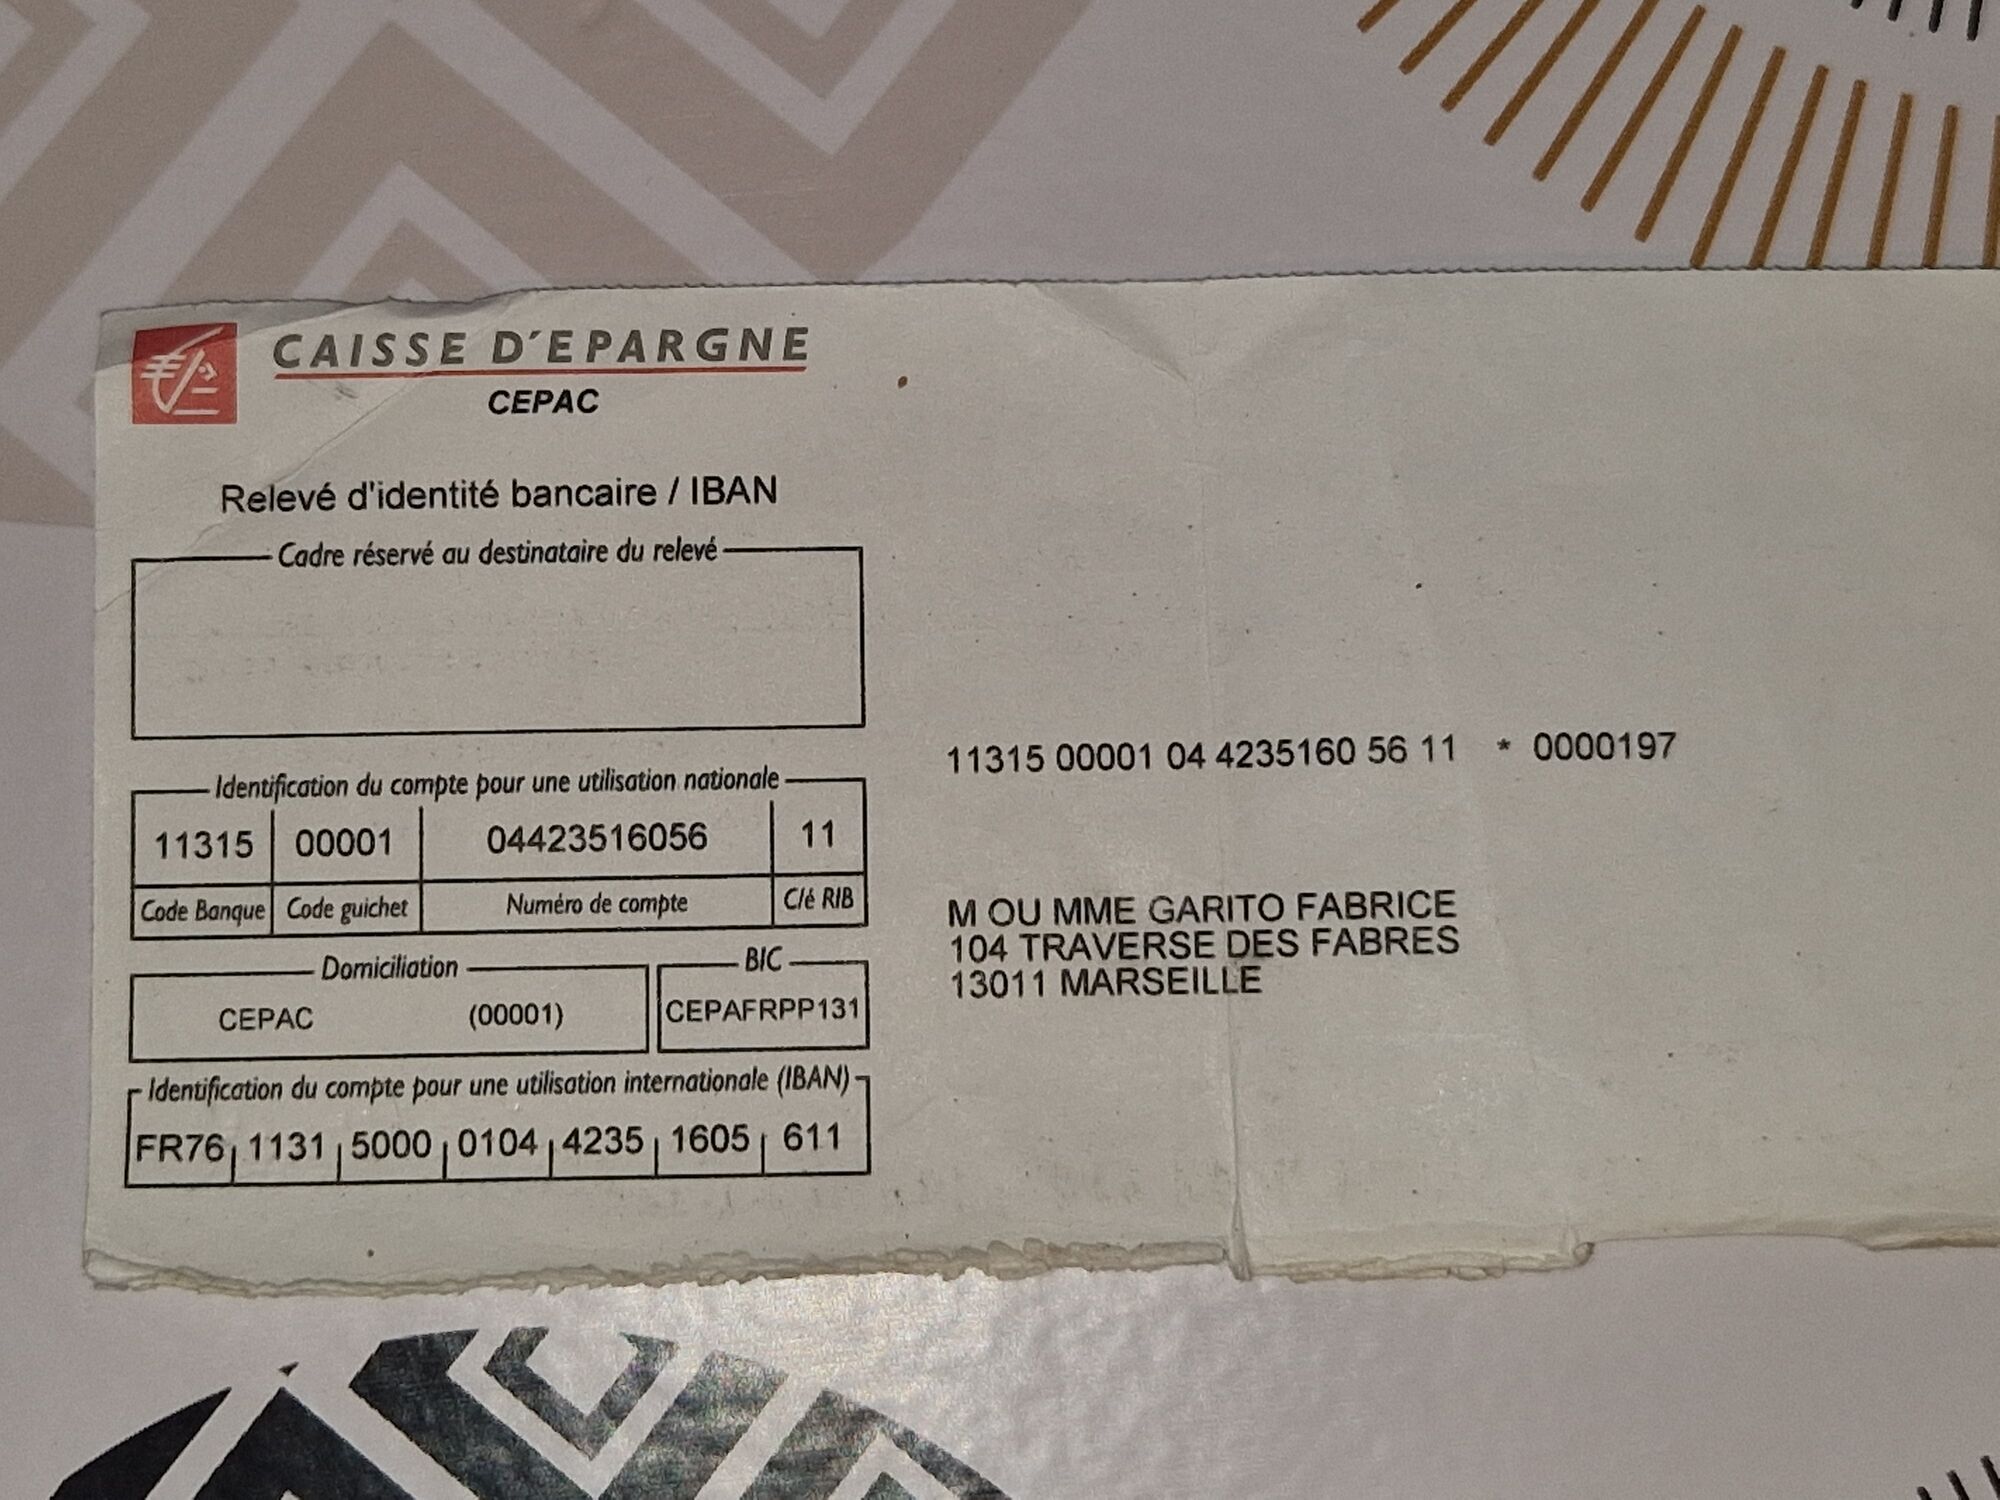 CAISSE D'EPARGNE
CEPAC
Relevé d'identité bancaire / IBAN
Cadre réservé au destinataire du relevé
11315 00001 04 4235160 56 11 * 0000197
Identification du compte pour une utilisation nationale
11315 00001 04423516056 11
Code Banque Code guichet Numéro de compte Clé RIB
M OU MME GARITO FABRICE
104 TRAVERSE DES FABRES
13011 MARSEILLE
Domiciliation BIC
CEPAC (00001) CEPAFRPP131
Identification du compte pour une utilisation internationale (IBAN)
FR76 1131 5000 0104 4235 1605 611